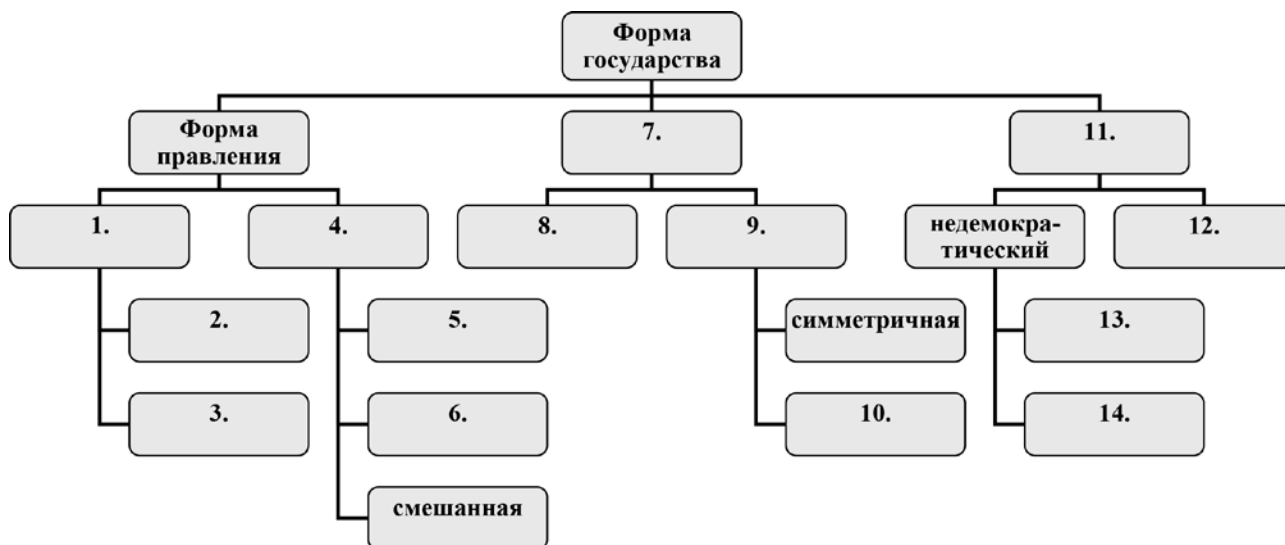 Форма
государства
Форма
правления
7.
11.
1.
4.
8.
9.
недемокра-
тический
12.
2.
5.
симметричная
13.
3.
6.
10.
14.
смешанная